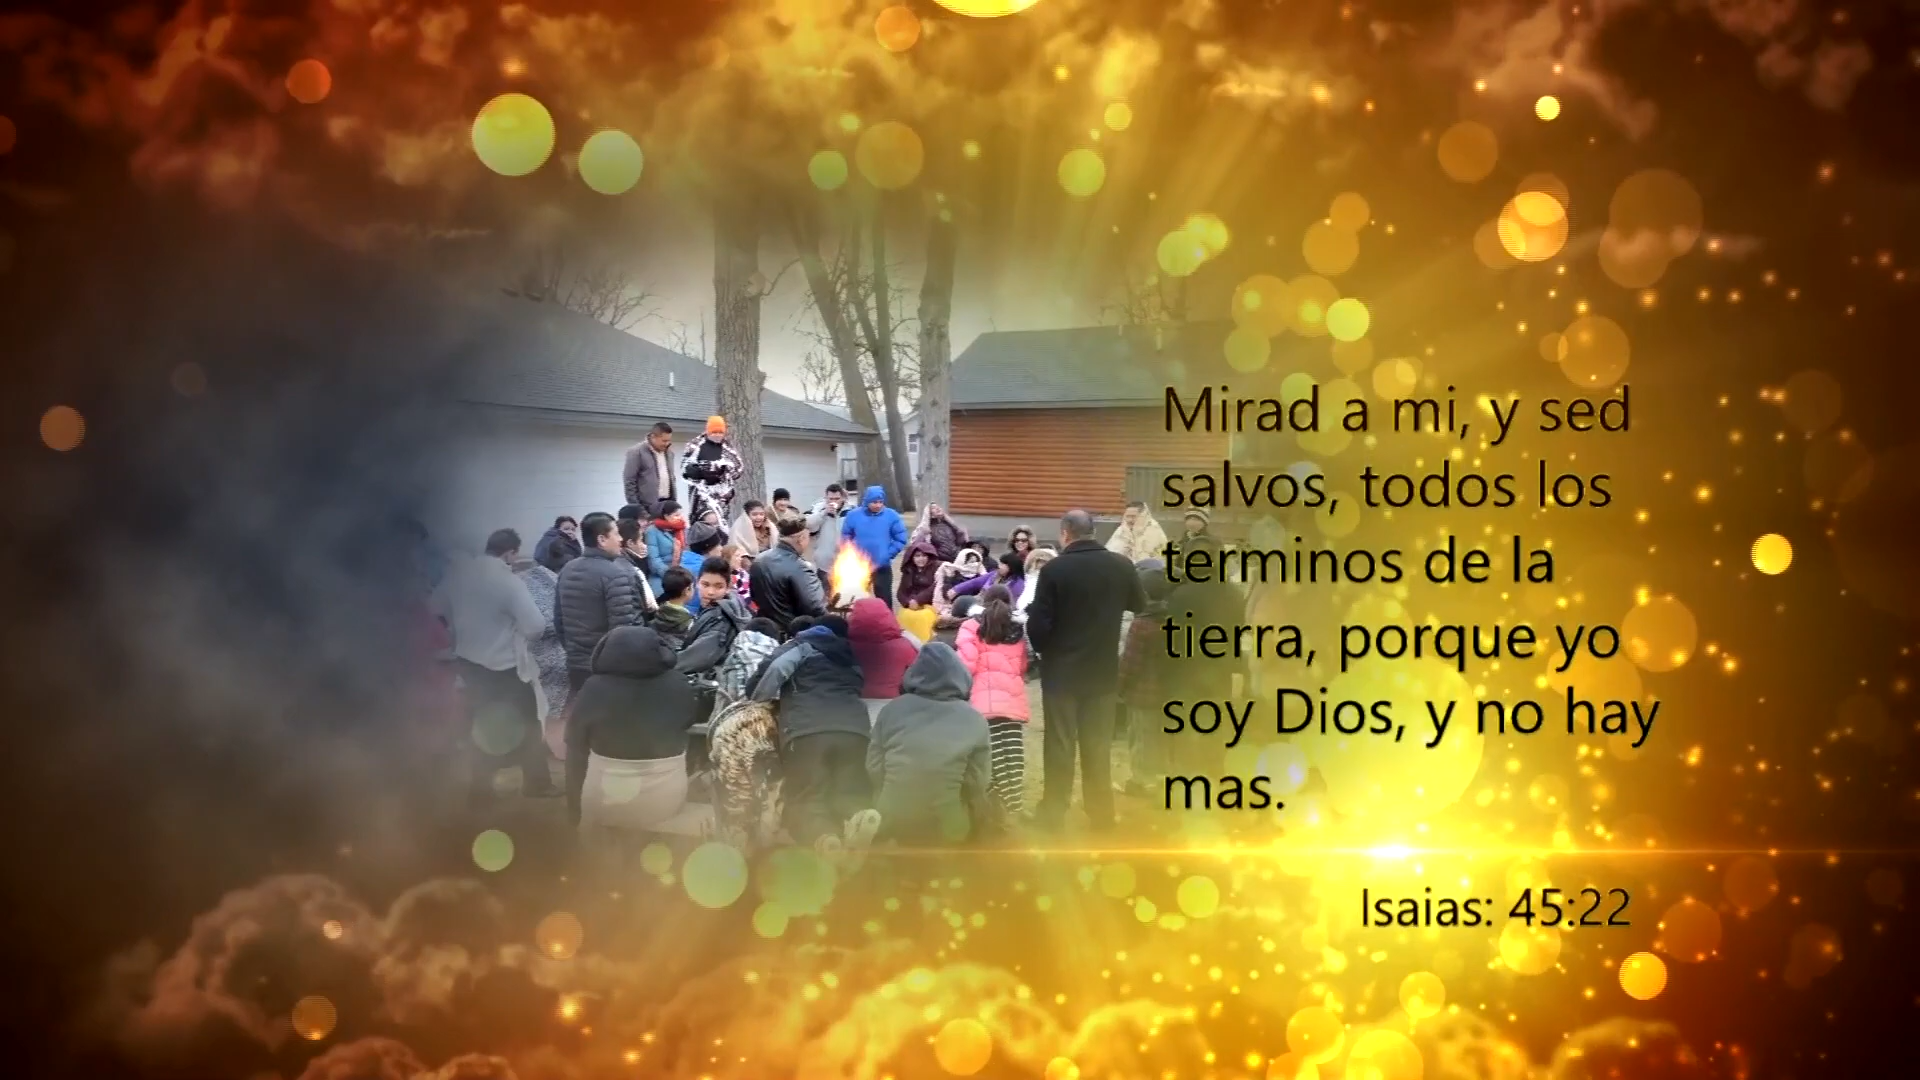 Mirad a mi, y sed
salvos, todos los
terminos de la
tierra, porque yo
soy Dios, y no hay
mas.
Isaias: 45:22